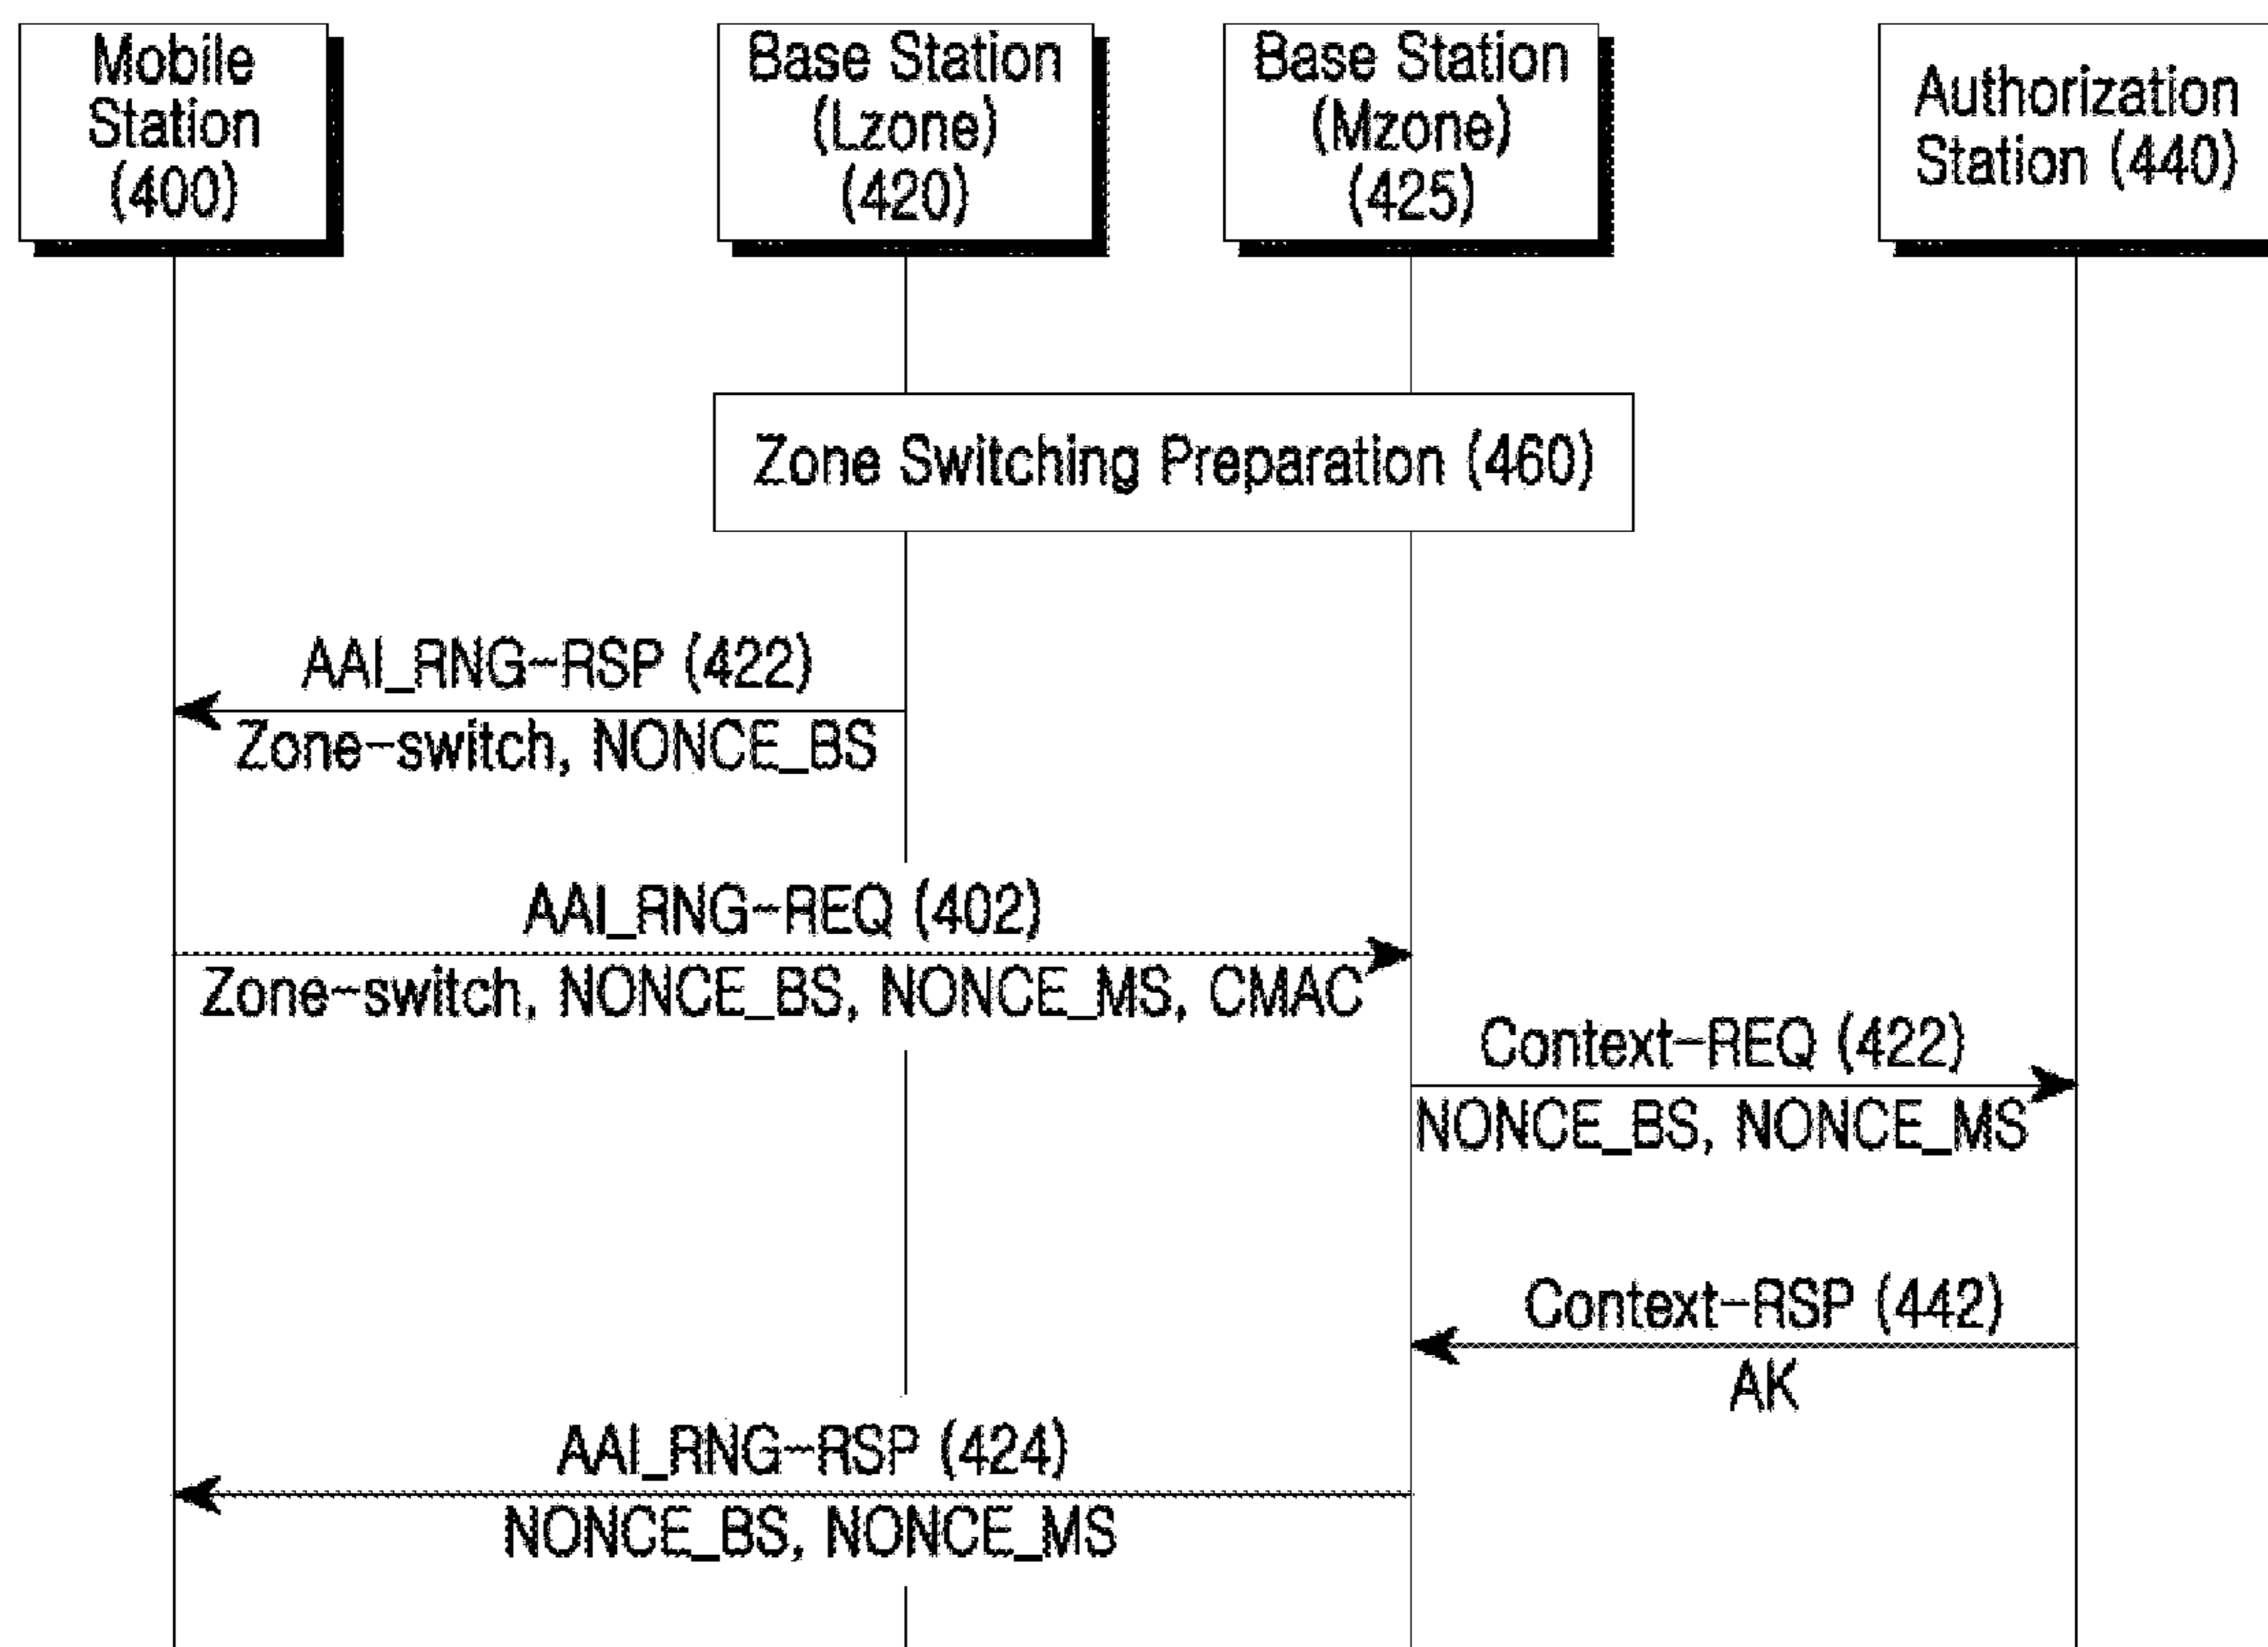 Mobile
Station
(400)
Base Station
(Lzone)
(420)
Base Station
(Mzone)
(425)
Authorization
Station (440)
Zone Switching Preparation (460)
AAI_RNG-RSP (422)
Zone-switch, NONCE_BS
AAI_RNG-REQ (402)
Zone-switch, NONCE_BS, NONCE_MS, CMAC
Context-REQ (422)
NONCE_BS, NONCE_MS
Context-RSP (442)
AK
AAI_RNG-RSP (424)
NONCE_BS, NONCE_MS